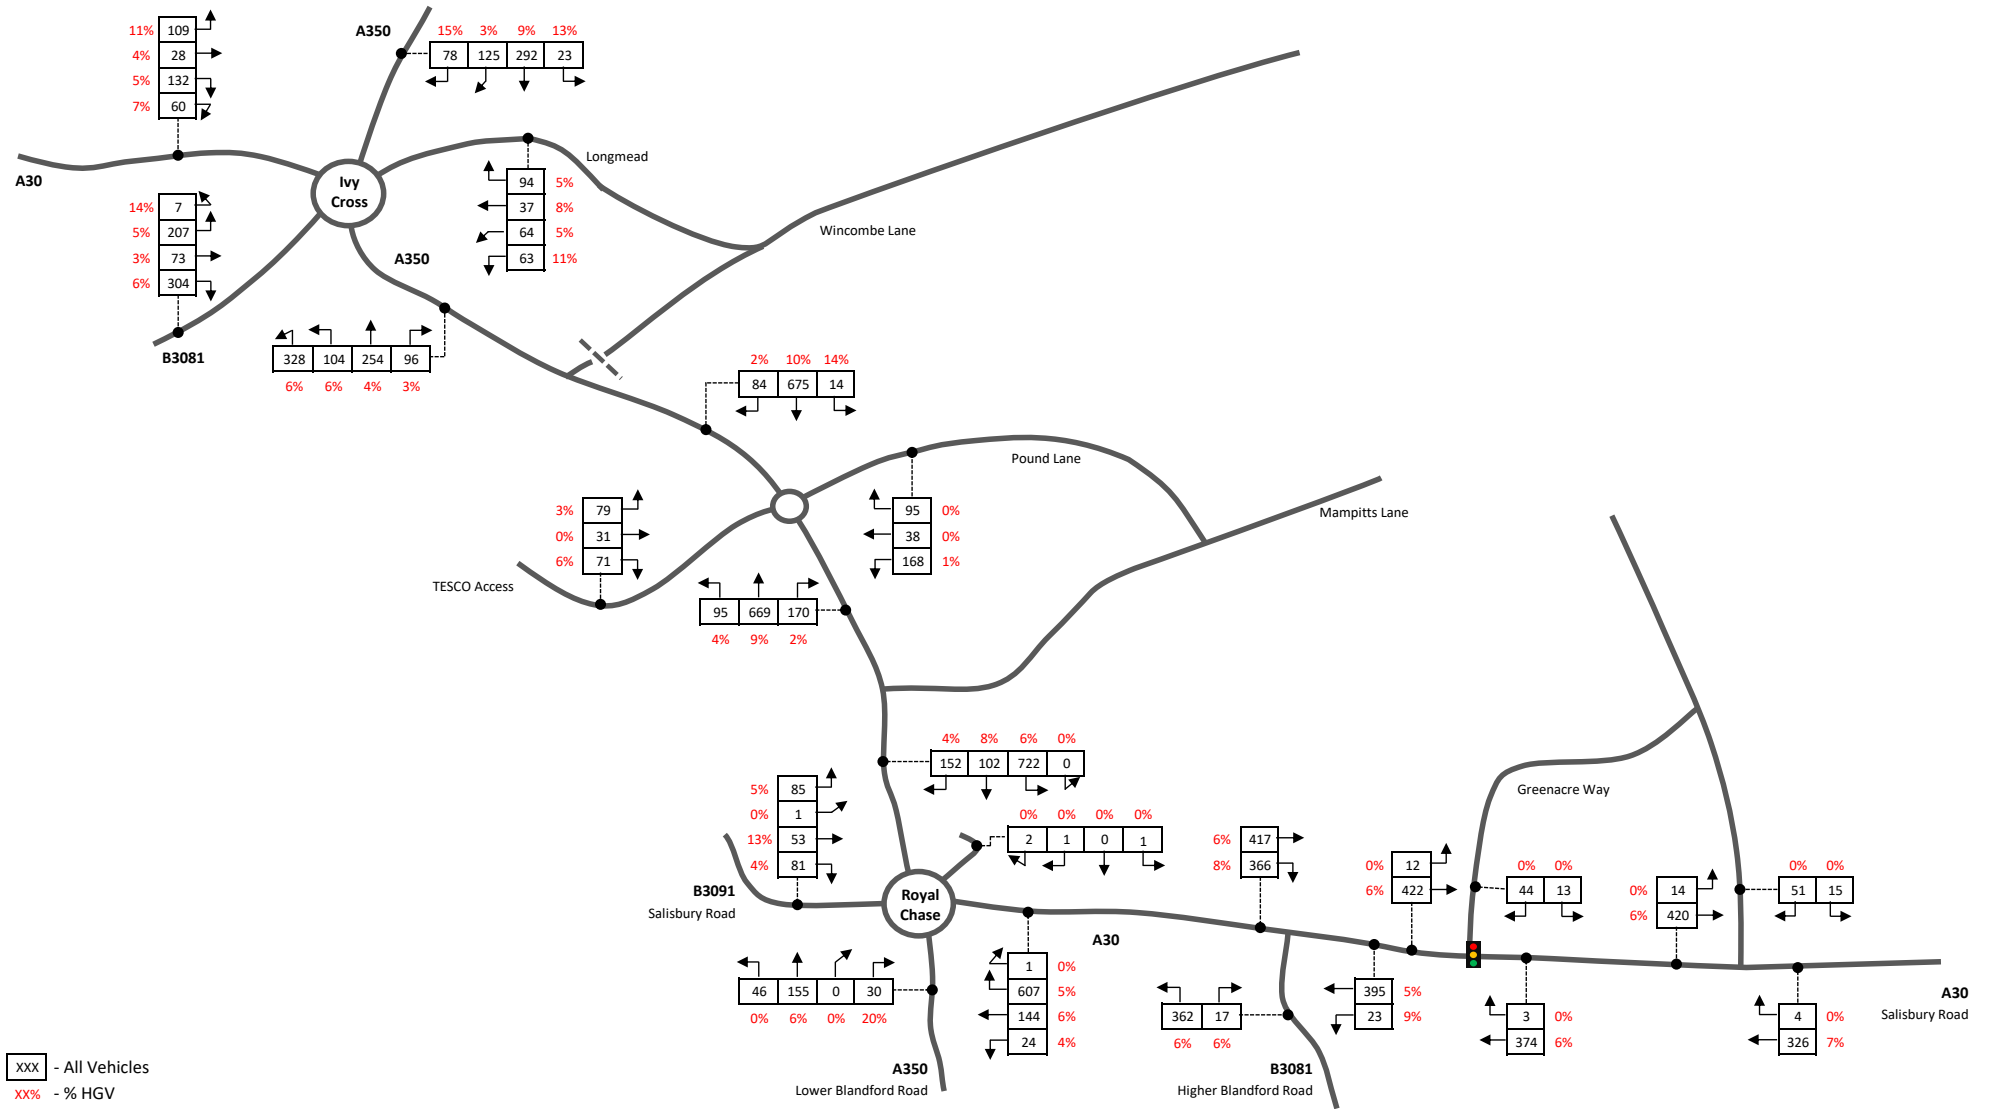 11% 109
4% 28
5% 132
7% 60
A350
15% 3% 9% 13%
78 125 292 23
A30
Ivy
Cross
Longmead
94 5%
37 8%
64 5%
63 11%
14% 7
5% 207
3% 73
6% 304
B3081
A350
328 104 254 96
6% 6% 4% 3%
Wincombe Lane
2% 10% 14%
84 675 14
Pound Lane
Mampitts Lane
3% 79
0% 31
6% 71
TESCO Access
95 0%
38 0%
168 1%
95 669 170
4% 9% 2%
4% 8% 6% 0%
152 102 722 0
5% 85
0% 1
13% 53
4% 81
0% 0% 0% 0%
2 1 0 1
B3091
Salisbury Road
Royal
Chase
46 155 0 30
0% 6% 0% 20%
A350
Lower Blandford Road
A30
1 0%
607 5%
144 6%
24 4%
6% 417
8% 366
362 17
6% 6%
B3081
Higher Blandford Road
395 5%
23 9%
0% 12
6% 422
Greenacre Way
0% 0%
44 13
3 0%
374 6%
0% 14
6% 420
0% 0%
51 15
4 0%
326 7%
A30
Salisbury Road
XXX - All Vehicles
XX% - % HGV